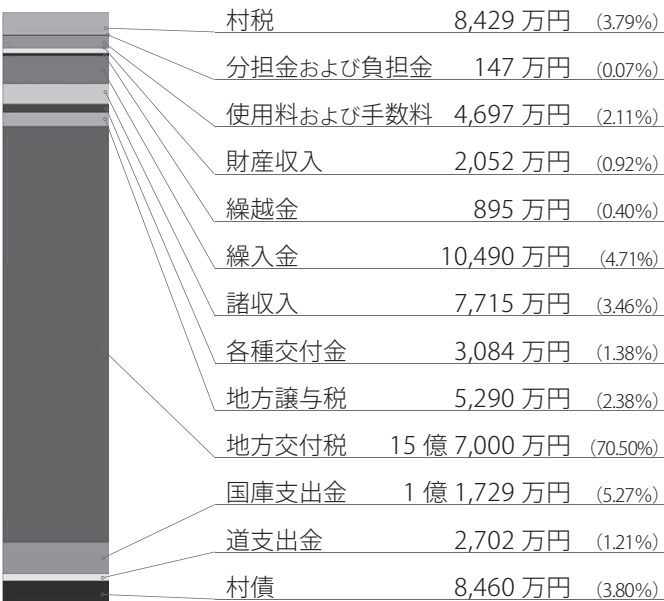 村税 8,429 万円 (3.79%)
分担金および負担金 147 万円 (0.07%)
使用料および手数料 4,697 万円 (2.11%)
財産収入 2,052 万円 (0.92%)
繰越金 895 万円 (0.40%)
繰入金 10,490 万円 (4.71%)
諸収入 7,715 万円 (3.46%)
各種交付金 3,084 万円 (1.38%)
地方譲与税 5,290 万円 (2.38%)
地方交付税 15 億 7,000 万円 (70.50%)
国庫支出金 1 億 1,729 万円 (5.27%)
道支出金 2,702 万円 (1.21%)
村債 8,460 万円 (3.80%)